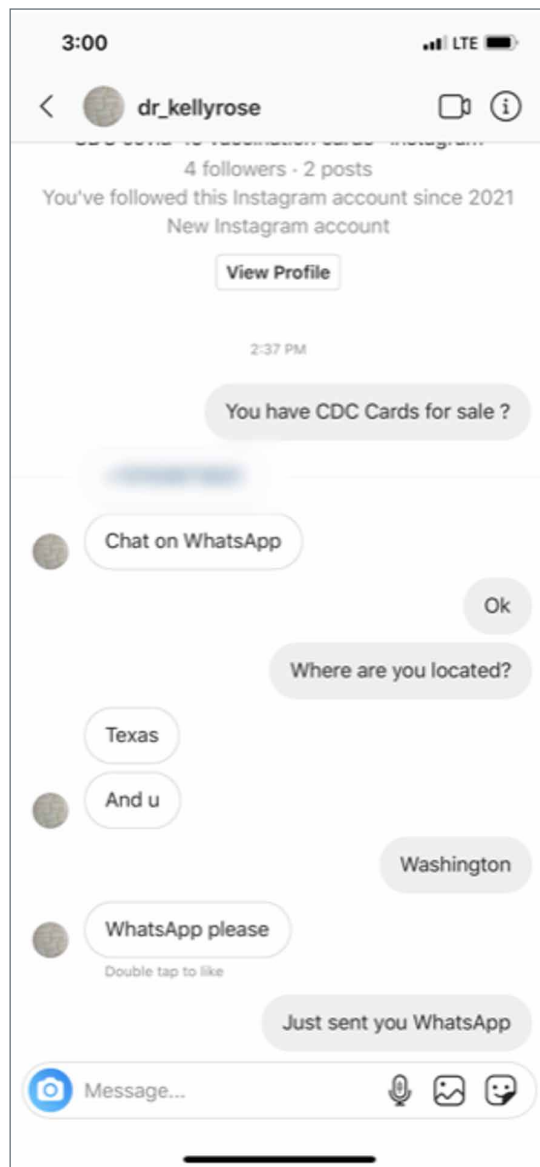 3:00
LTE
dr_kellyrose
4 followers · 2 posts
You've followed this Instagram account since 2021
New Instagram account
View Profile
2:37 PM
You have CDC Cards for sale ?
Chat on WhatsApp
Ok
Where are you located?
Texas
And u
Washington
WhatsApp please
Double tap to like
Just sent you WhatsApp
Message...